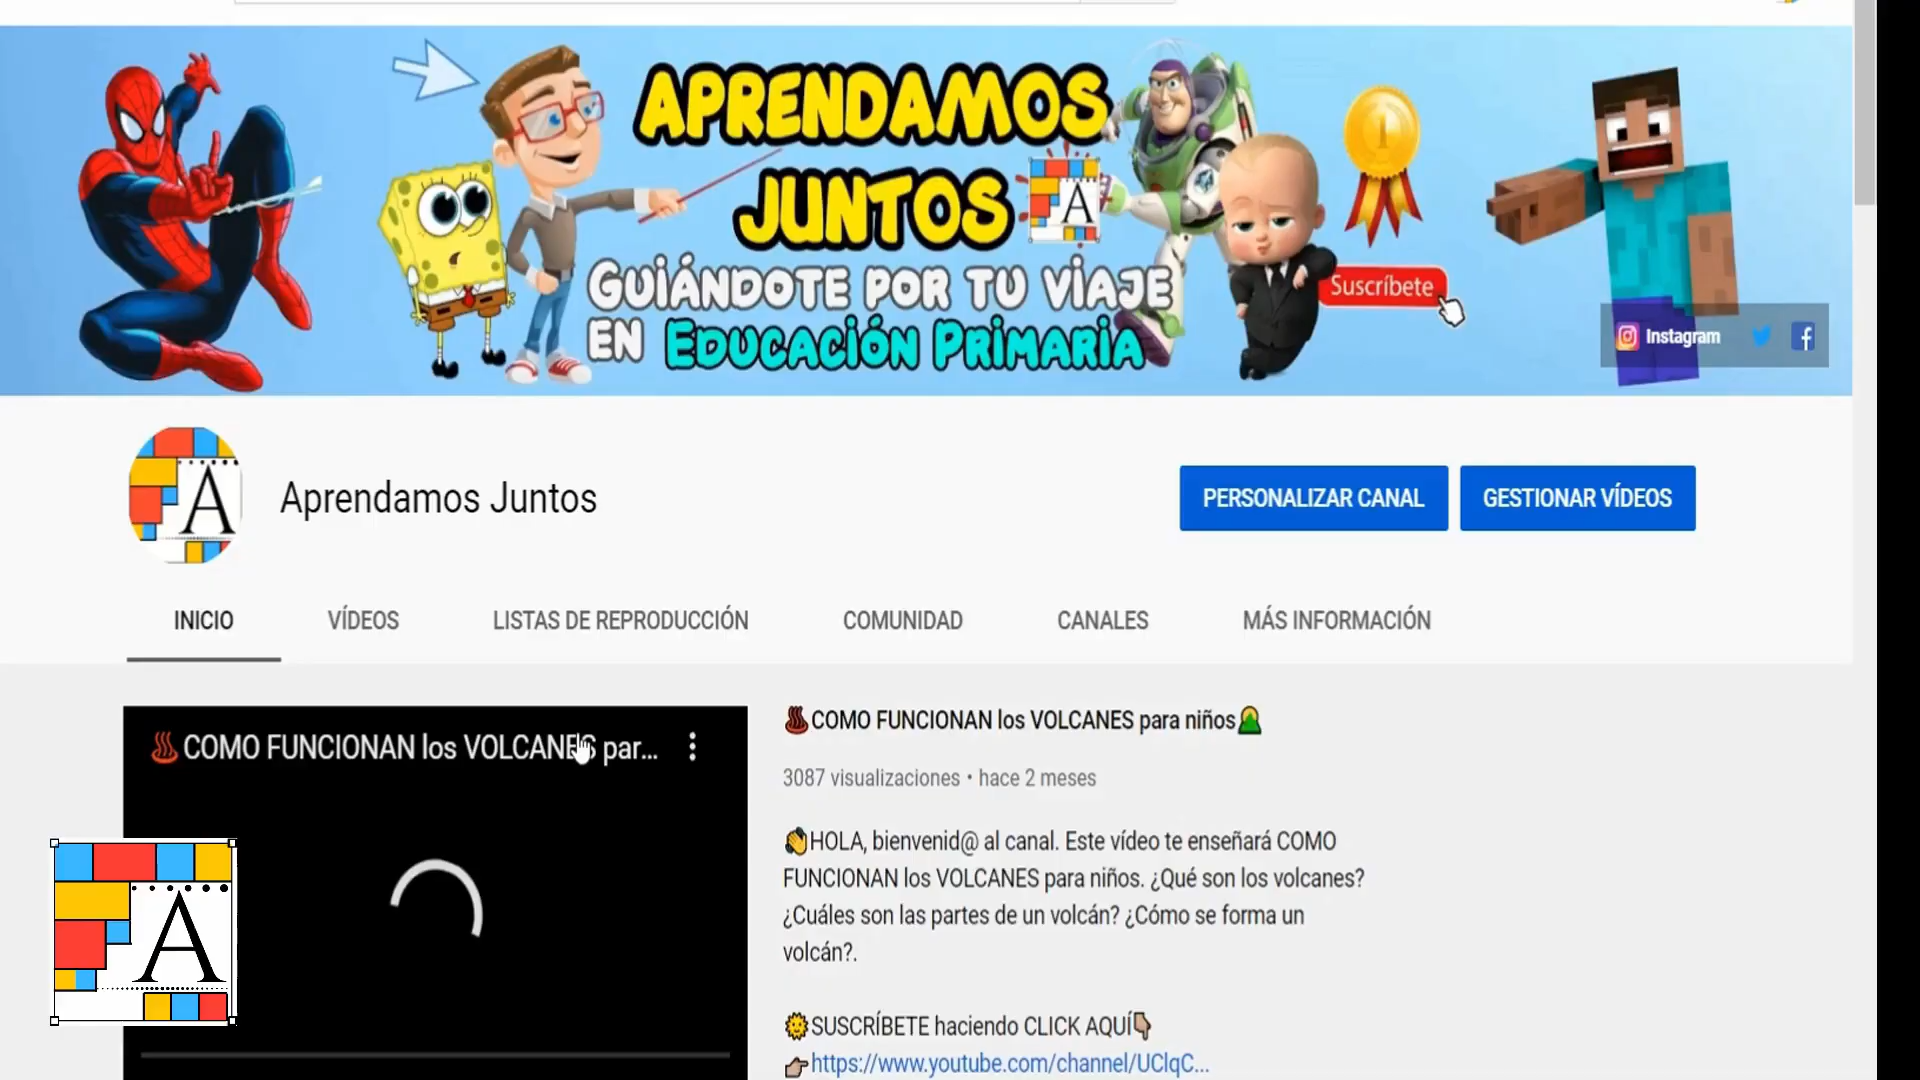 APRENDAMOS
JUNTOS
A
GUIÁNDOTE POR TU VIAJE
EN EDUCACIÓN PRIMARIA
1
Suscríbete
Instagram
A
Aprendamos Juntos
PERSONALIZAR CANAL
GESTIONAR VÍDEOS
INICIO
VÍDEOS
LISTAS DE REPRODUCCIÓN
COMUNIDAD
CANALES
MÁS INFORMACIÓN
COMO FUNCIONAN los VOLCANES par...
COMO FUNCIONAN los VOLCANES para niños
3087 visualizaciones • hace 2 meses
HOLA, bienvenid@ al canal. Este vídeo te enseñará COMO
FUNCIONAN los VOLCANES para niños. ¿Qué son los volcanes?
¿Cuáles son las partes de un volcán? ¿Cómo se forma un
volcán?.
SUSCRÍBETE haciendo CLICK AQUÍ
https://www.youtube.com/channel/UClqC...
A